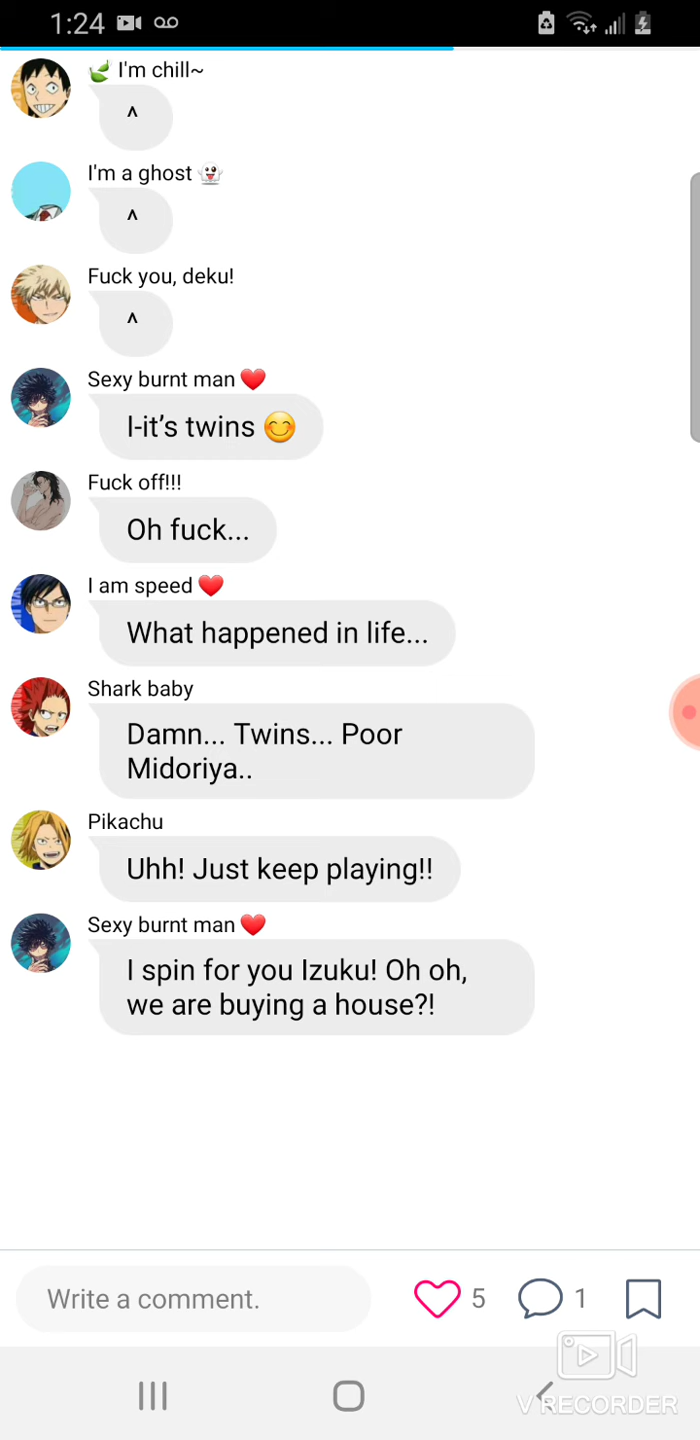 1:24
I'm chill~
^
I'm a ghost 👻
^
Fuck you, deku!
^
Sexy burnt man ❤️
I-it’s twins 😊
Fuck off!!!
Oh fuck...
I am speed ❤️
What happened in life...
Shark baby
Damn... Twins... Poor
Midoriya..
Pikachu
Uhh! Just keep playing!!
Sexy burnt man ❤️
I spin for you Izuku! Oh oh,
we are buying a house?!
Write a comment.
5
1
V RECORDER